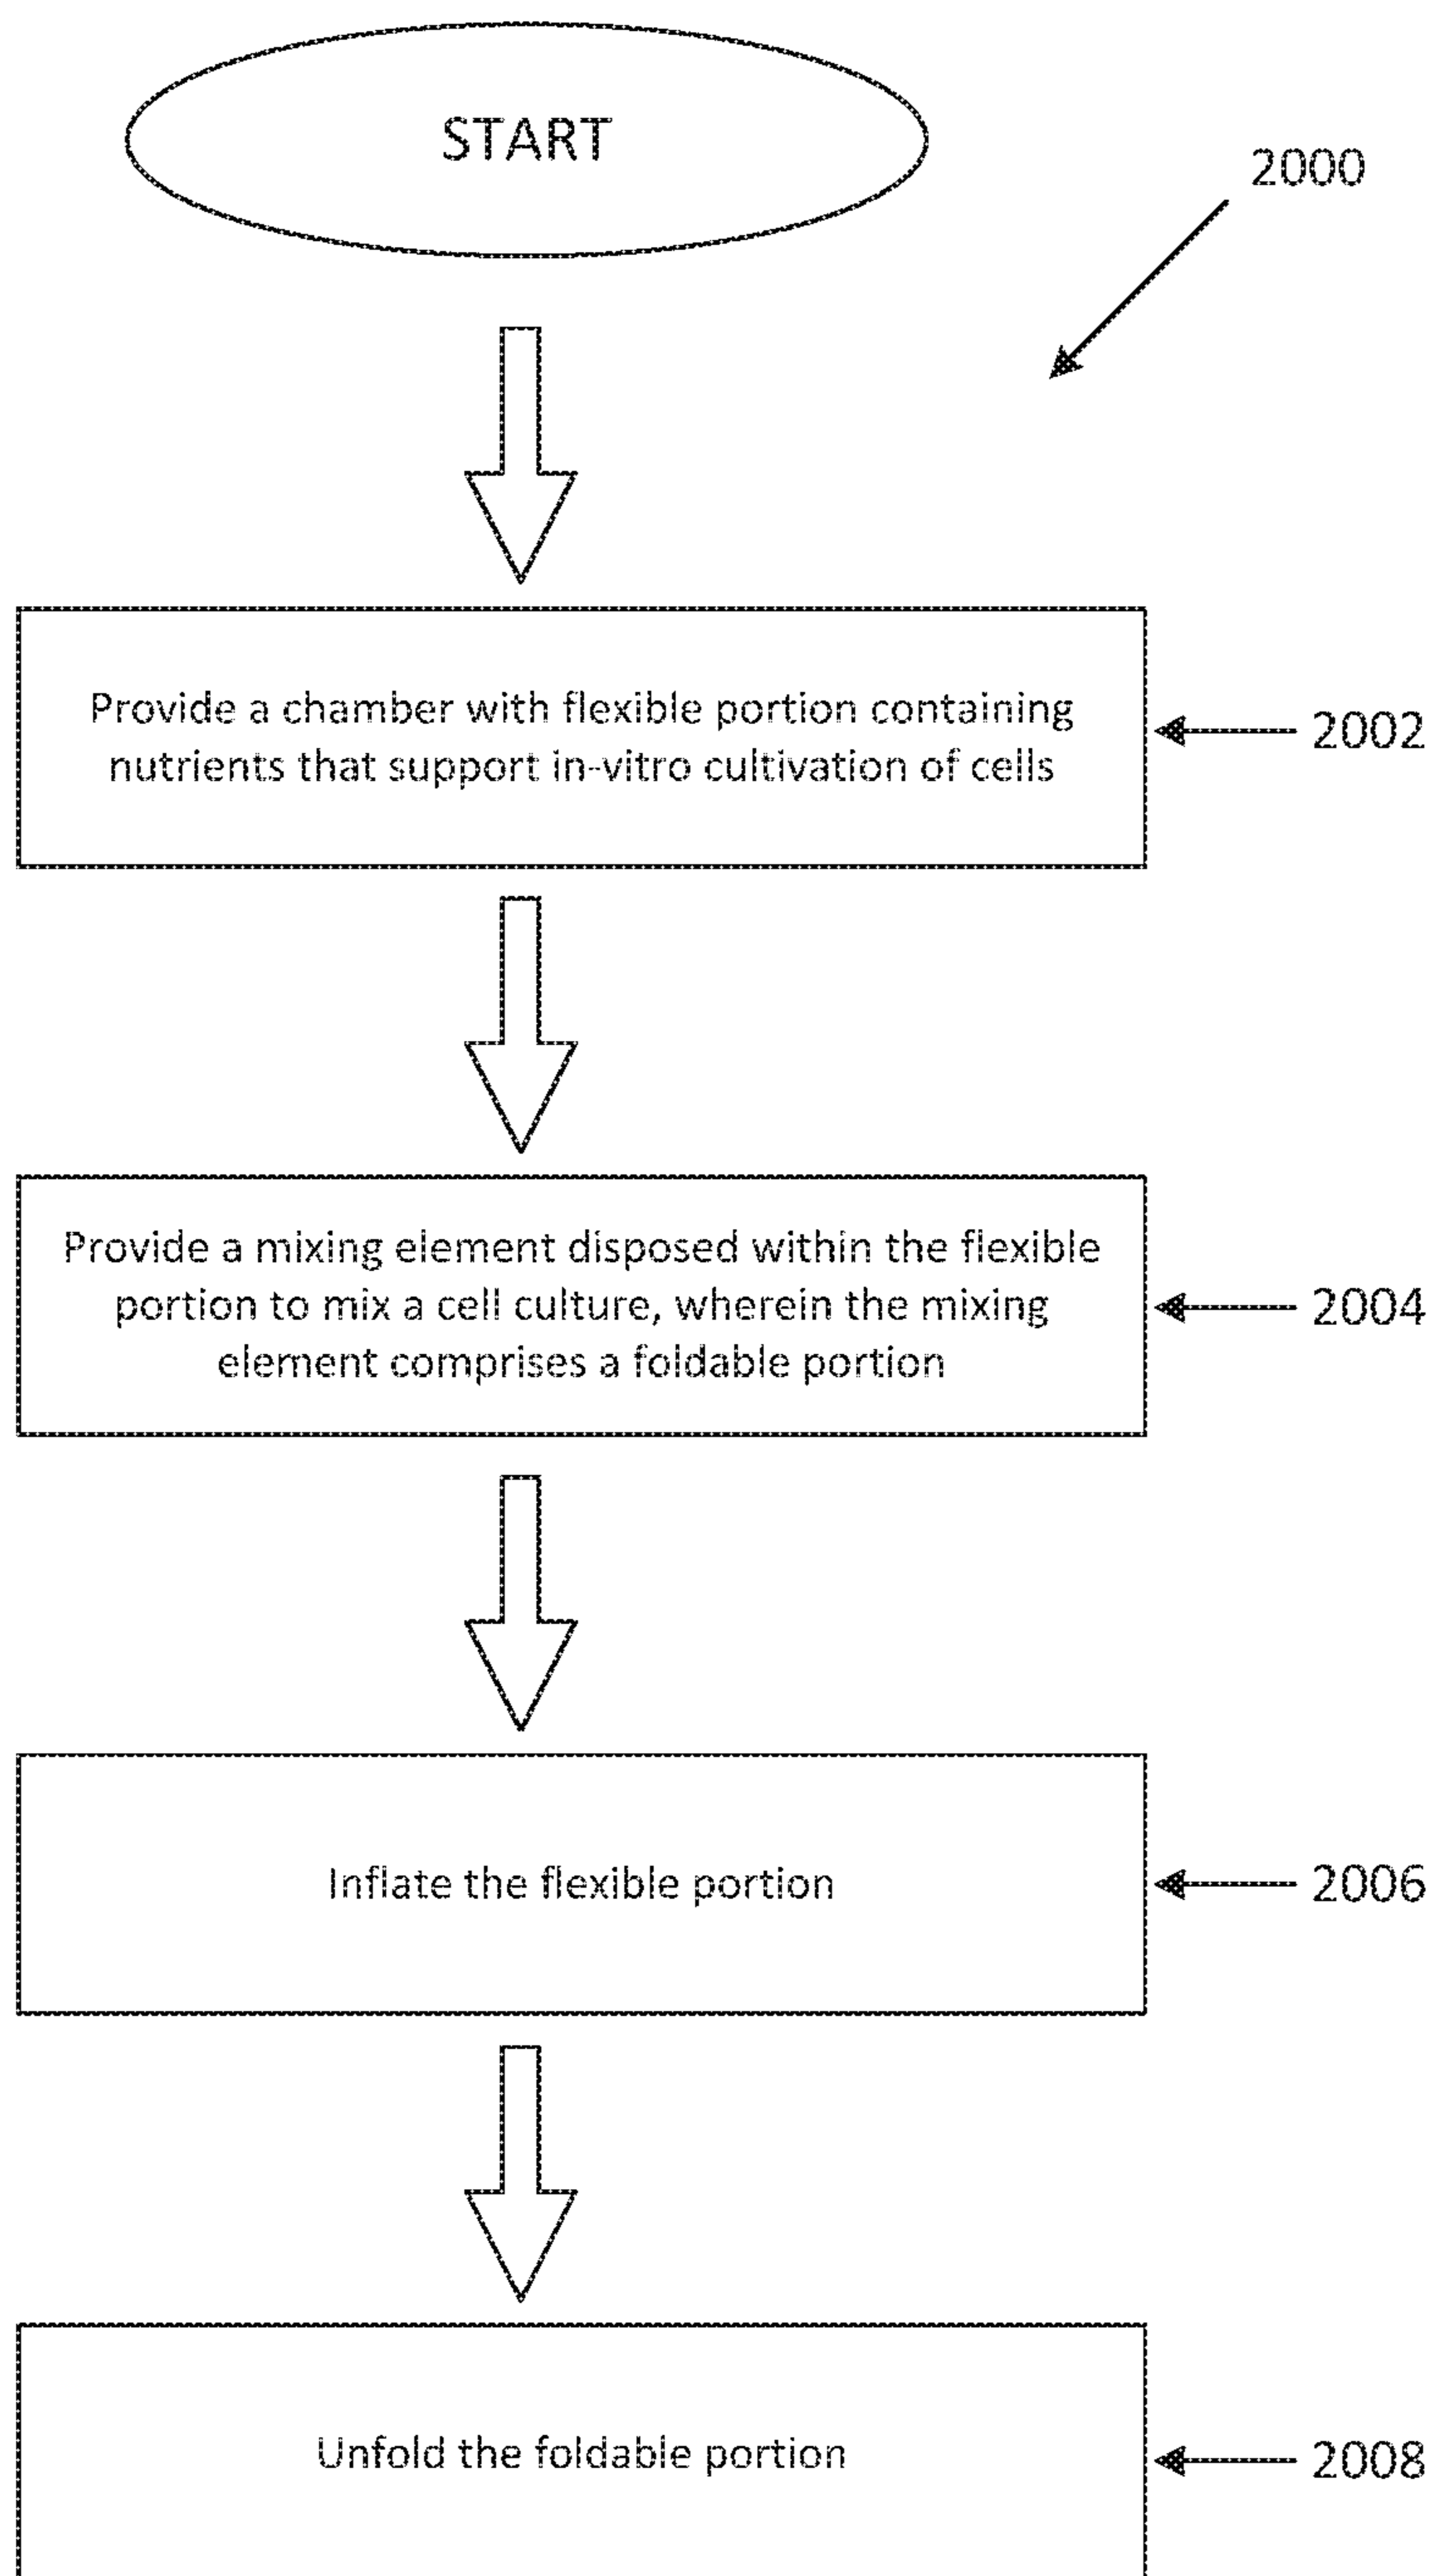 START
2000
Provide a chamber with flexible portion containing
nutrients that support in-vitro cultivation of cells
2002
Provide a mixing element disposed within the flexible
portion to mix a cell culture, wherein the mixing
element comprises a foldable portion
2004
Inflate the flexible portion
2006
Unfold the foldable portion
2008